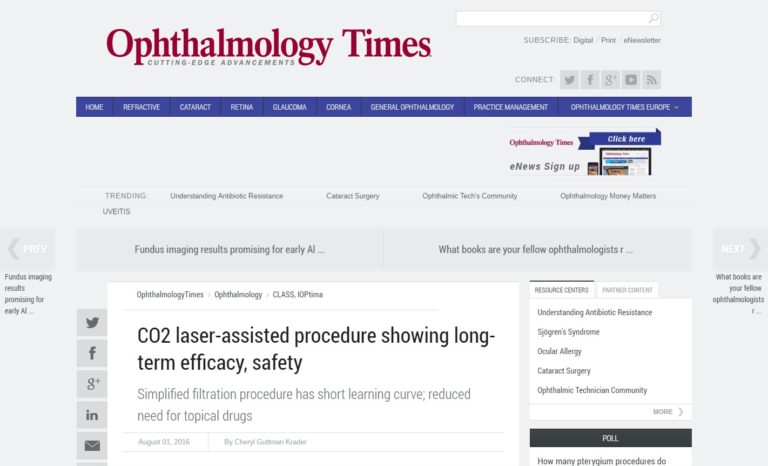 Ophthalmology Times
CUTTING-EDGE ADVANCEMENTS
SUBSCRIBE: Digital / Print / eNewsletter
CONNECT:
HOME REFRACTIVE CATARACT RETINA GLAUCOMA CORNEA GENERAL OPHTHALMOLOGY PRACTICE MANAGEMENT OPHTHALMOLOGY TIMES EUROPE
Ophthalmology Times Click here
eNews Sign up
TRENDING: Understanding Antibiotic Resistance Cataract Surgery Ophthalmic Tech's Community Ophthalmology Money Matters
UVEITIS
PREV
Fundus imaging
results
promising for
early Al ...
Fundus imaging results promising for early Al ... What books are your fellow ophthalmologists r ...
NEXT
What books
are your
fellow
ophthalmologists
r ...
OphthalmologyTimes > Ophthalmology > CLASS, IOPtima
CO2 laser-assisted procedure showing long-
term efficacy, safety
Simplified filtration procedure has short learning curve; reduced
need for topical drugs
August 01, 2016 By Cheryl Guttman Krader
RESOURCE CENTERS PARTNER CONTENT
Understanding Antibiotic Resistance
Sjögren's Syndrome
Ocular Allergy
Cataract Surgery
Ophthalmic Technician Community
MORE
POLL
How many pterygium procedures do